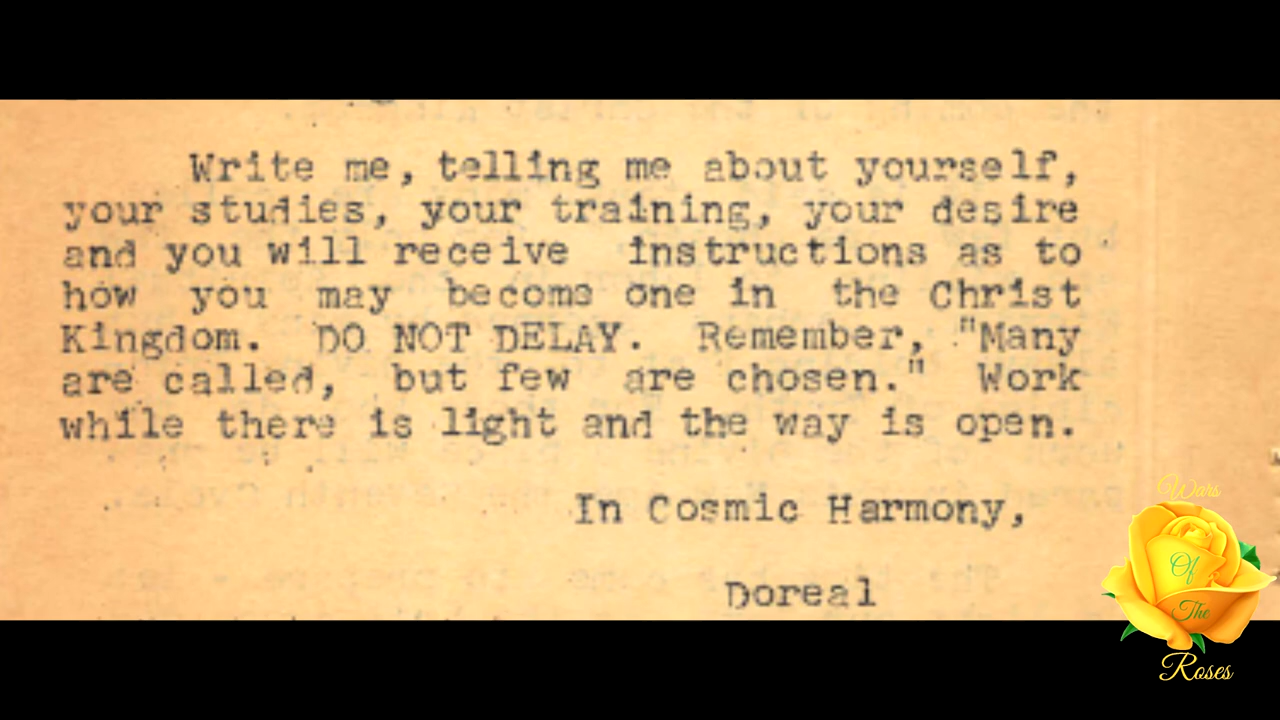 Write me, telling me about yourself,
your studies, your training, your desire
and you will receive instructions as to
how you may become one in the Christ
Kingdom. DO NOT DELAY. Remember, "Many
are called, but few are chosen." Work
while there is light and the way is open.
In Cosmic Harmony,
Doreal
Wars
Of
The
Roses